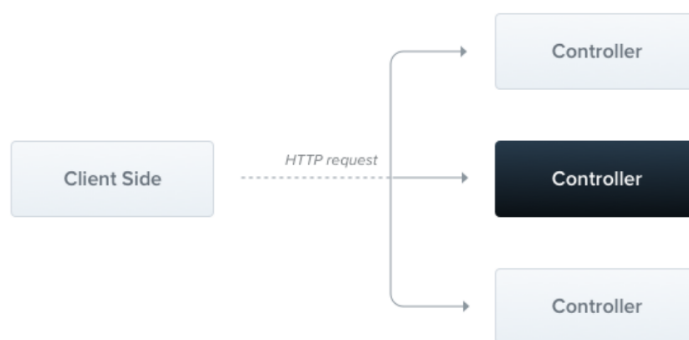 Controller
HTTP request
Client Side
Controller
Controller